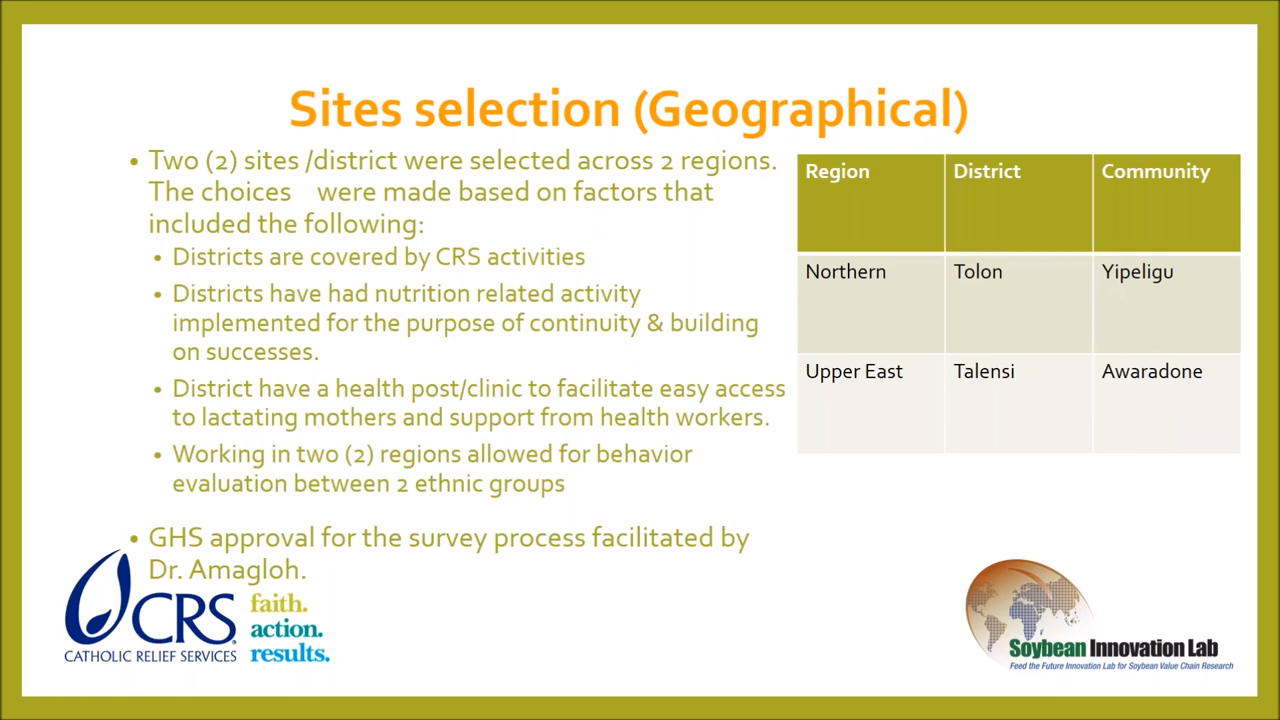 Sites selection (Geographical)
• Two (2) sites /district were selected across 2 regions.
The choices were made based on factors that
included the following:
• Districts are covered by CRS activities
• Districts have had nutrition related activity
implemented for the purpose of continuity & building
on successes.
• District have a health post/clinic to facilitate easy access
to lactating mothers and support from health workers.
• Working in two (2) regions allowed for behavior
evaluation between 2 ethnic groups
• GHS approval for the survey process facilitated by
Dr. Amagloh.
Region District Community
Northern Tolon Yipeligu
Upper East Talensi Awaradone
CRS
CATHOLIC RELIEF SERVICES
faith.
action.
results.
Soybean Innovation Lab
Feed the Future Innovation Lab for Soybean Value Chain Research